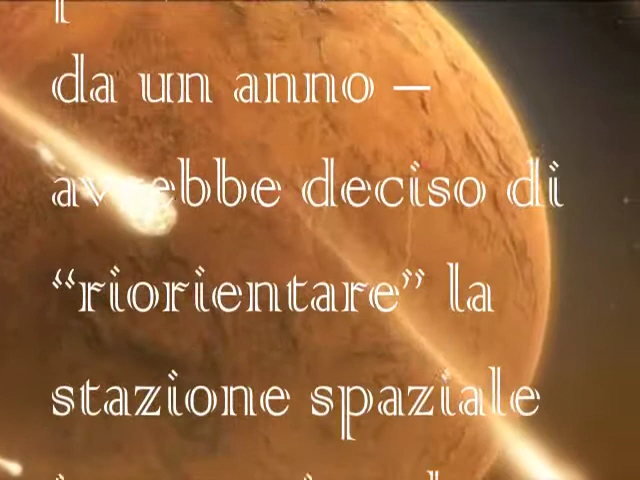 da un anno –
avrebbe deciso di
“riorientare” la
stazione spaziale